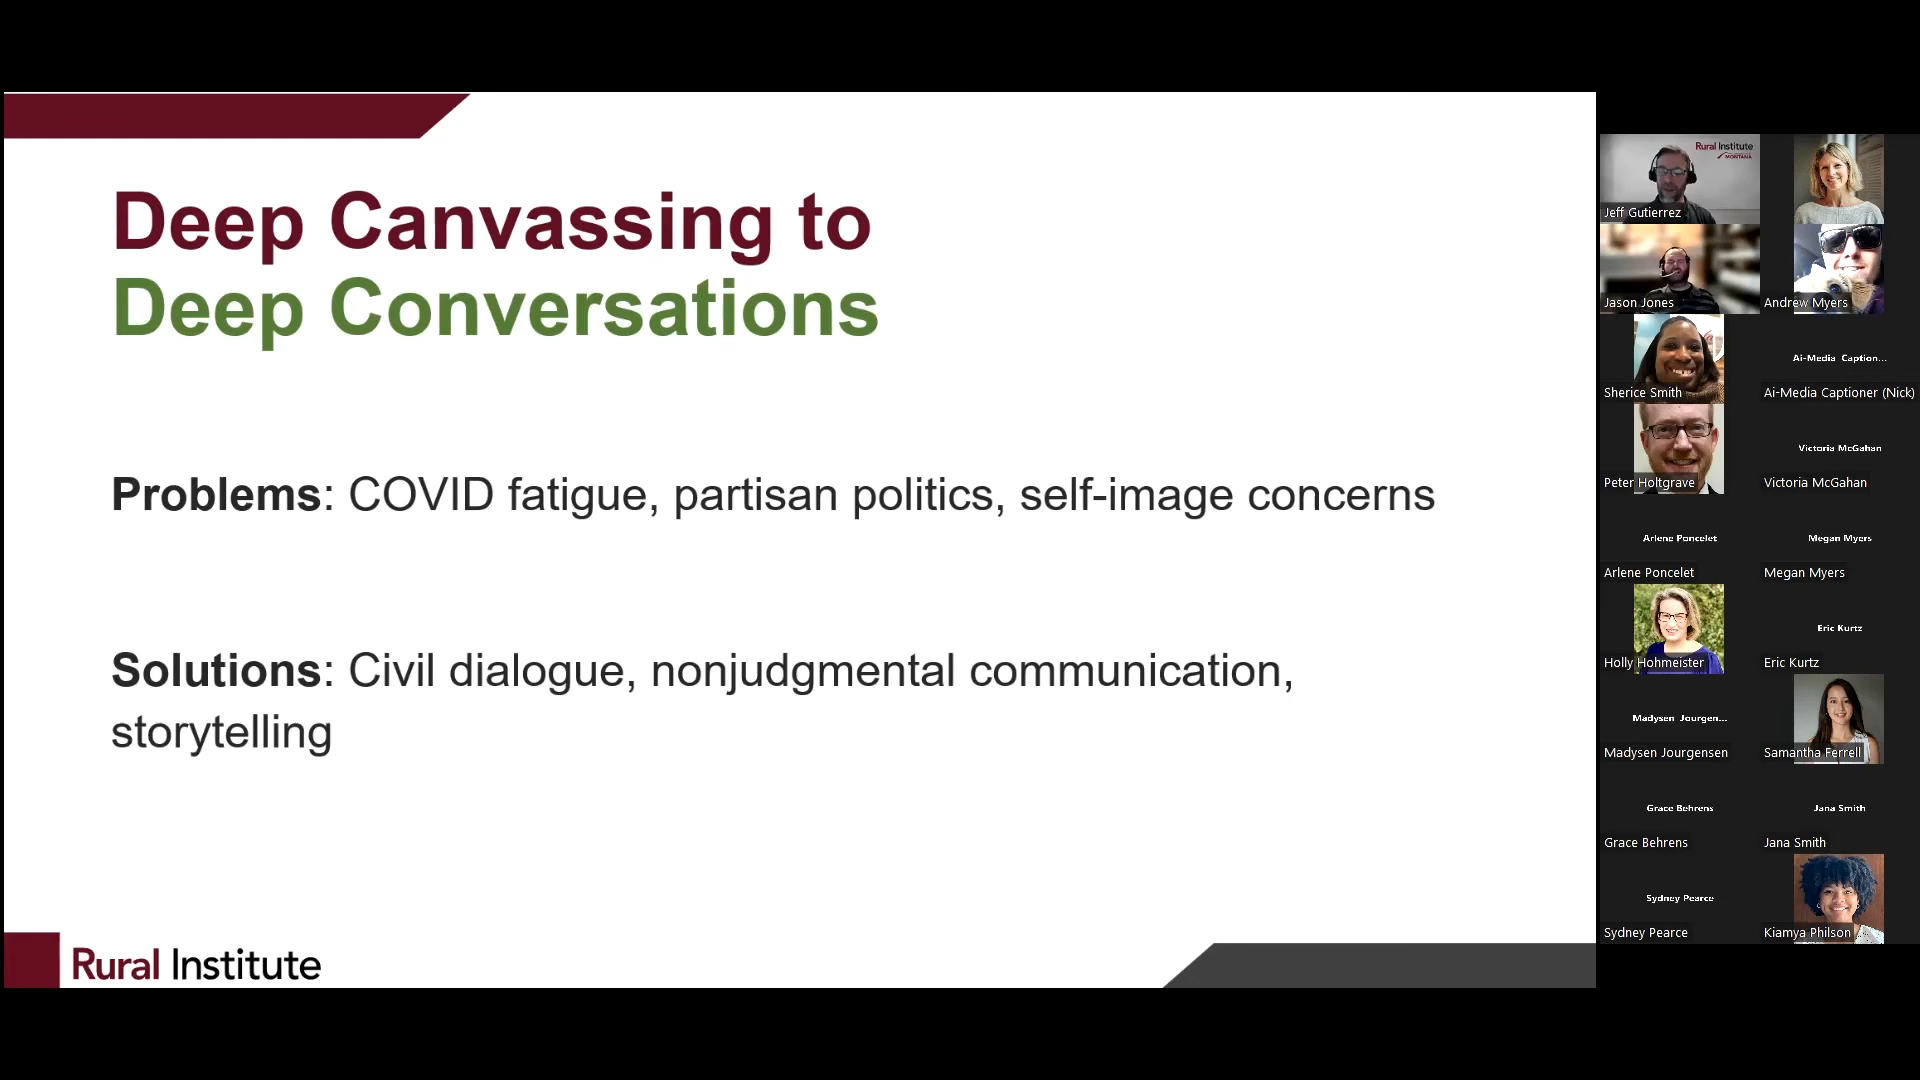 Deep Canvassing to
Deep Conversations
Problems: COVID fatigue, partisan politics, self-image concerns
Solutions: Civil dialogue, nonjudgmental communication,
storytelling
Rural Institute
Rural Institute
MONTANA
Jeff Gutierrez
Jason Jones
Andrew Myers
Sherice Smith
Ai-Media Caption...
Ai-Media Captioner (Nick)
Peter Holtgrave
Victoria McGahan
Victoria McGahan
Arlene Poncelet
Arlene Poncelet
Megan Myers
Megan Myers
Holly Hohmeister
Eric Kurtz
Eric Kurtz
Madysen Jourgen...
Madysen Jourgensen
Samantha Ferrell
Grace Behrens
Grace Behrens
Jana Smith
Jana Smith
Sydney Pearce
Sydney Pearce
Kiamya Philson